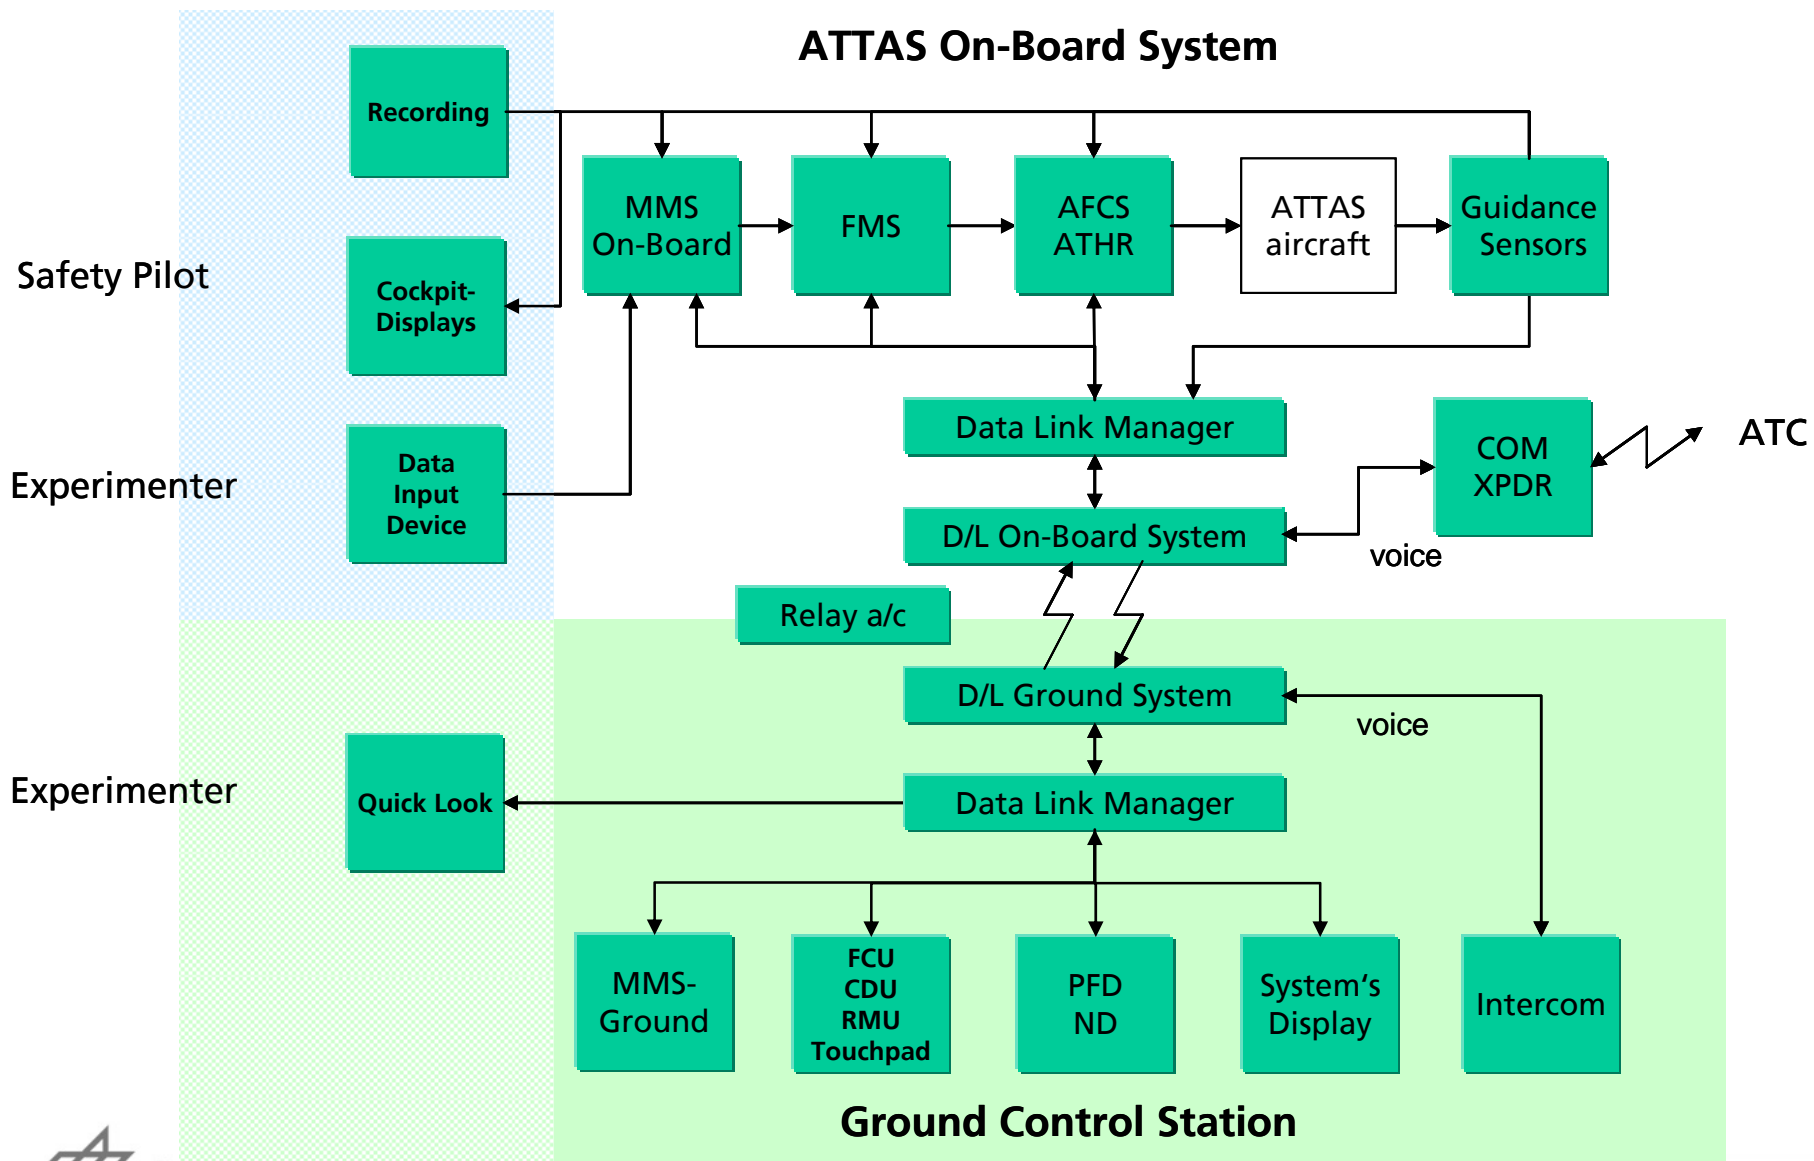 ATTAS On-Board System
Recording
MMS
On-Board
FMS
AFCS
ATHR
ATTAS
aircraft
Guidance
Sensors
Safety Pilot
Cockpit-
Displays
Data Link Manager
COM
XPDR
ATC
Experimenter
Data
Input
Device
D/L On-Board System
voice
Relay a/c
D/L Ground System
voice
Experimenter
Quick Look
Data Link Manager
MMS-
Ground
FCU
CDU
RMU
Touchpad
PFD
ND
System‘s
Display
Intercom
Ground Control Station